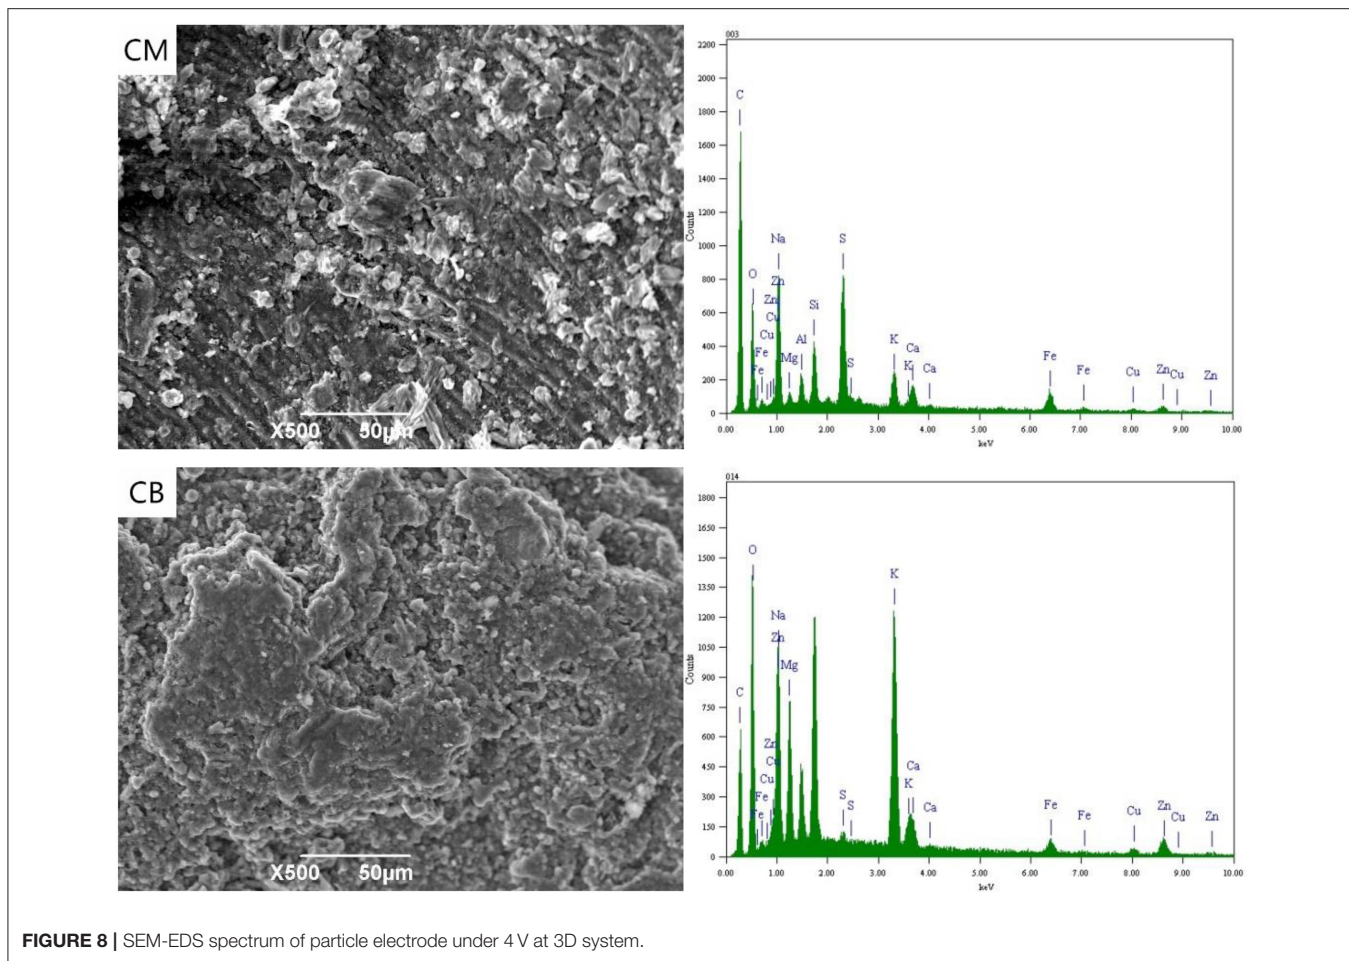 CM
X500 50μm
003
Counts
2200
2000
1800
1600
1400
1200
1000
800
600
400
200
0
C
O
Fe
Fe
Cu
Cu
Zn
Zn
Na
Mg
Al
Si
S
S
K
K
Ca
Ca
Fe
Fe
Cu
Zn
Cu
Zn
0.00 1.00 2.00 3.00 4.00 5.00 6.00 7.00 8.00 9.00 10.00
keV
CB
X500 50μm
014
Counts
1800
1650
1500
1350
1200
1050
900
750
600
450
300
150
0
C
O
Fe
Fe
Cu
Cu
Zn
Zn
Na
Mg
S
S
K
K
Ca
Ca
Fe
Fe
Cu
Zn
Cu
Zn
0.00 1.00 2.00 3.00 4.00 5.00 6.00 7.00 8.00 9.00 10.00
keV
FIGURE 8 | SEM-EDS spectrum of particle electrode under 4 V at 3D system.